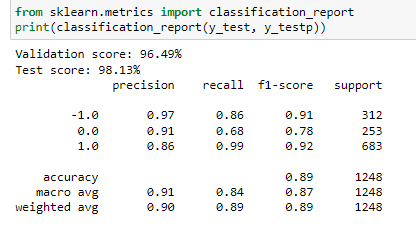 from sklearn.metrics import classification_report
print(classification_report(y_test, y_testp))
Validation score: 96.49%
Test score: 98.13%
precision recall f1-score support
-1.0 0.97 0.86 0.91 312
0.0 0.91 0.68 0.78 253
1.0 0.86 0.99 0.92 683
accuracy 0.89 1248
macro avg 0.91 0.84 0.87 1248
weighted avg 0.90 0.89 0.89 1248